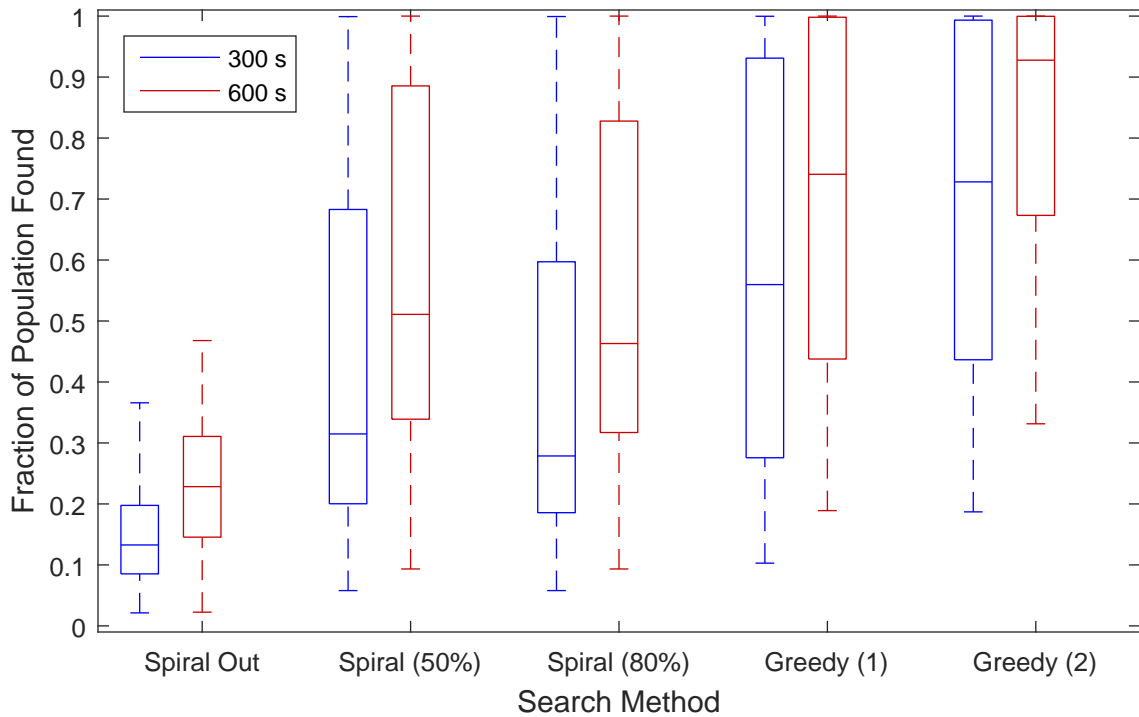 1
0.9
0.8
0.7
0.6
0.5
0.4
0.3
0.2
0.1
0
Fraction of Population Found
300 s
600 s
Spiral Out
Spiral (50%)
Spiral (80%)
Greedy (1)
Greedy (2)
Search Method